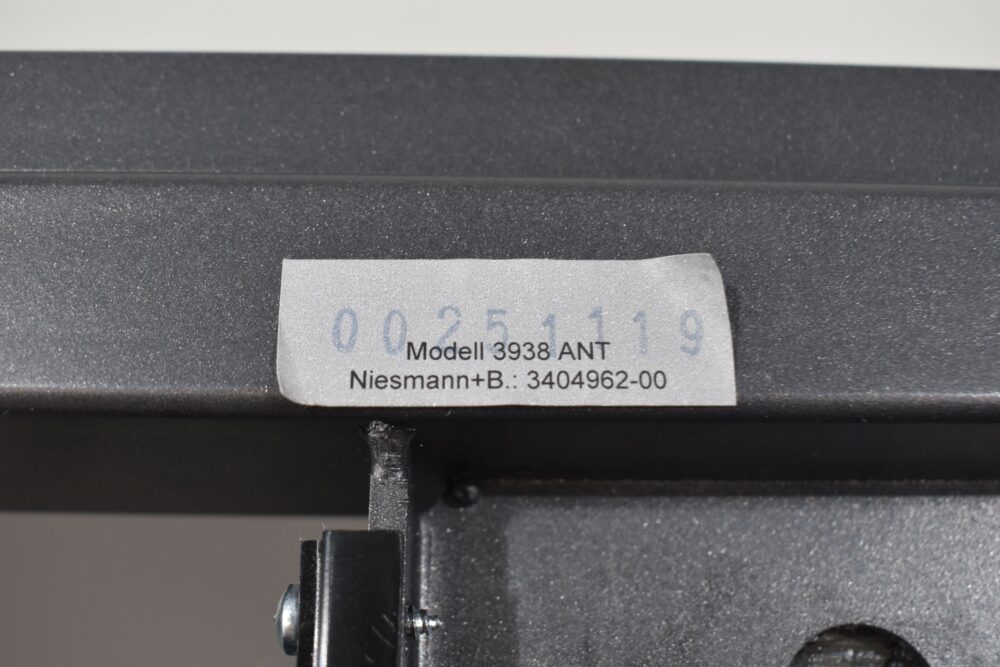 00251119
Modell 3938 ANT
Niesmann+B.: 3404962-00